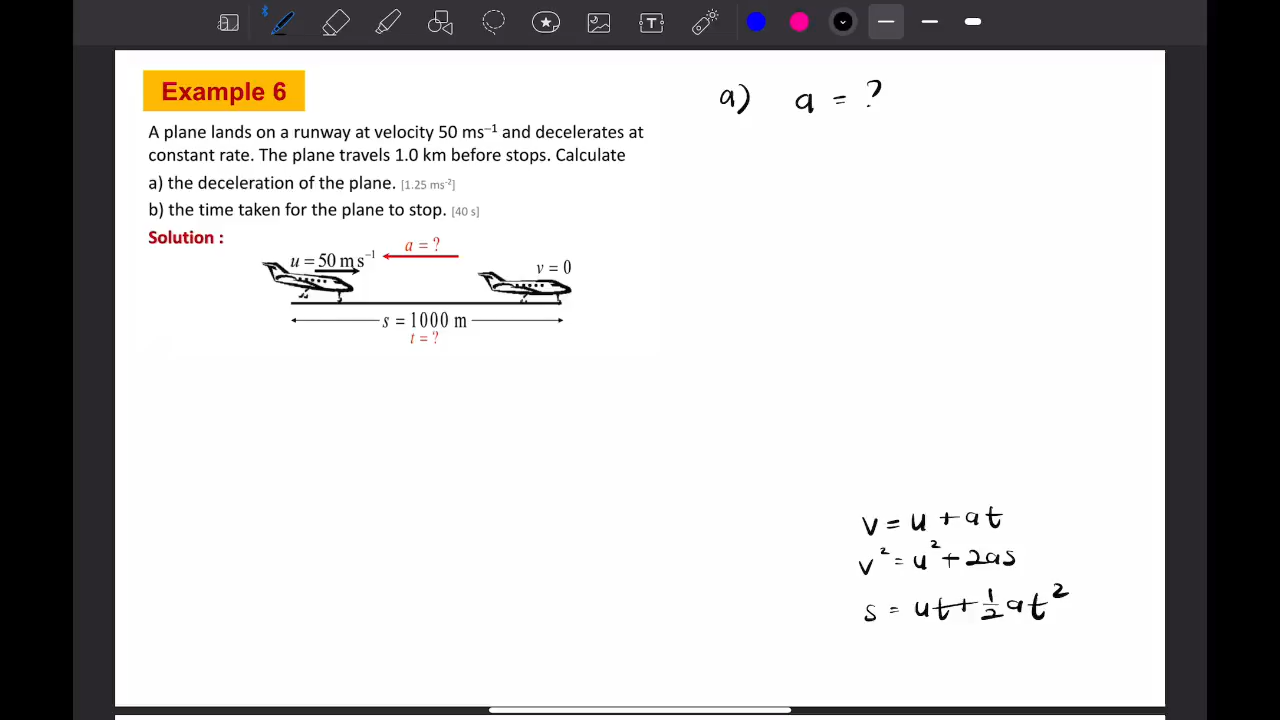 Example 6
A plane lands on a runway at velocity 50 ms⁻¹ and decelerates at
constant rate. The plane travels 1.0 km before stops. Calculate
a) the deceleration of the plane. [1.25 ms⁻²]
b) the time taken for the plane to stop. [40 s]
Solution :
u = 50 m s⁻¹
a = ?
v = 0
s = 1000 m
t = ?
a) a = ?
v = u + at
v² = u² + 2as
s = ut + ½at²
T